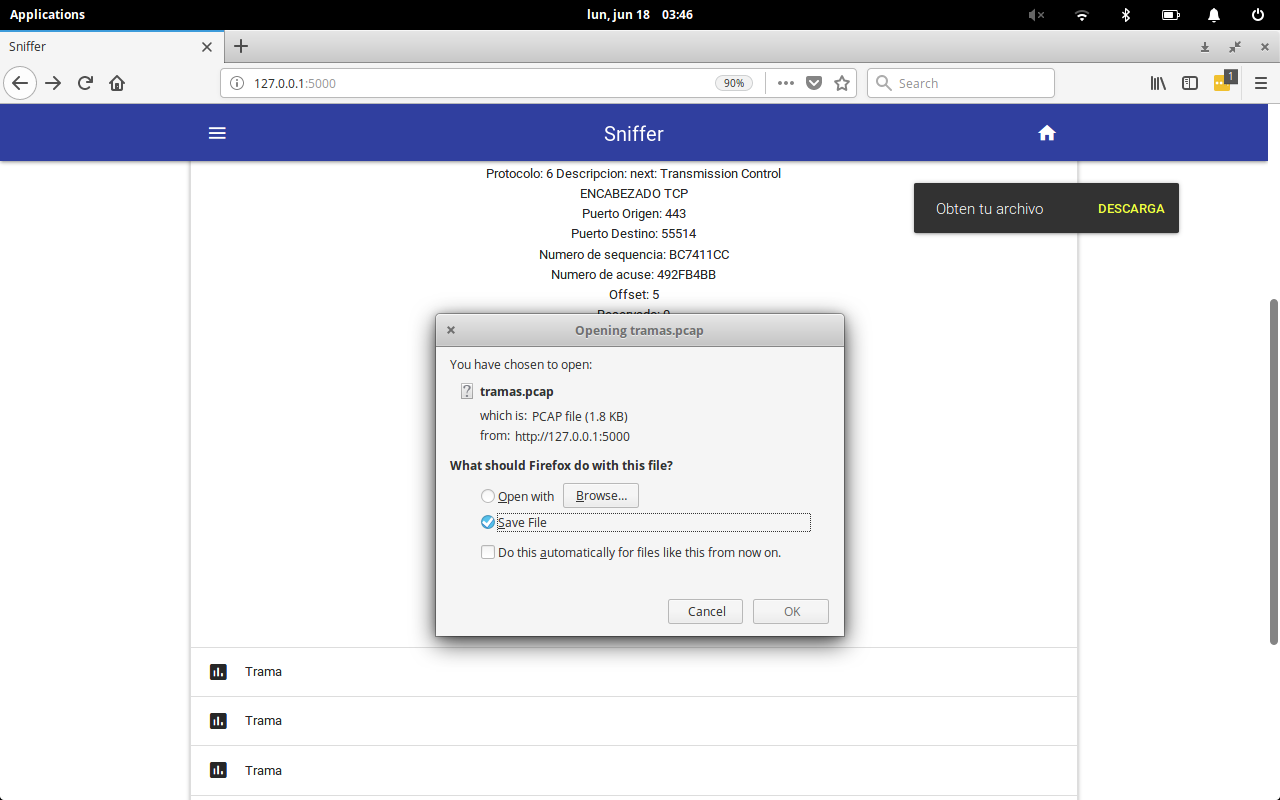 Applications lun, jun 18 03:46
Sniffer
127.0.0.1:5000 90% Search 1
Sniffer
Protocolo: 6 Descripcion: next: Transmission Control
ENCABEZADO TCP
Puerto Origen: 443
Puerto Destino: 55514
Numero de sequencia: BC7411CC
Numero de acuse: 492FB4BB
Offset: 5
Obten tu archivo DESCARGA
Opening tramas.pcap
You have chosen to open:
tramas.pcap
which is: PCAP file (1.8 KB)
from: http://127.0.0.1:5000
What should Firefox do with this file?
Open with Browse...
Save File
Do this automatically for files like this from now on.
Cancel OK
Trama
Trama
Trama